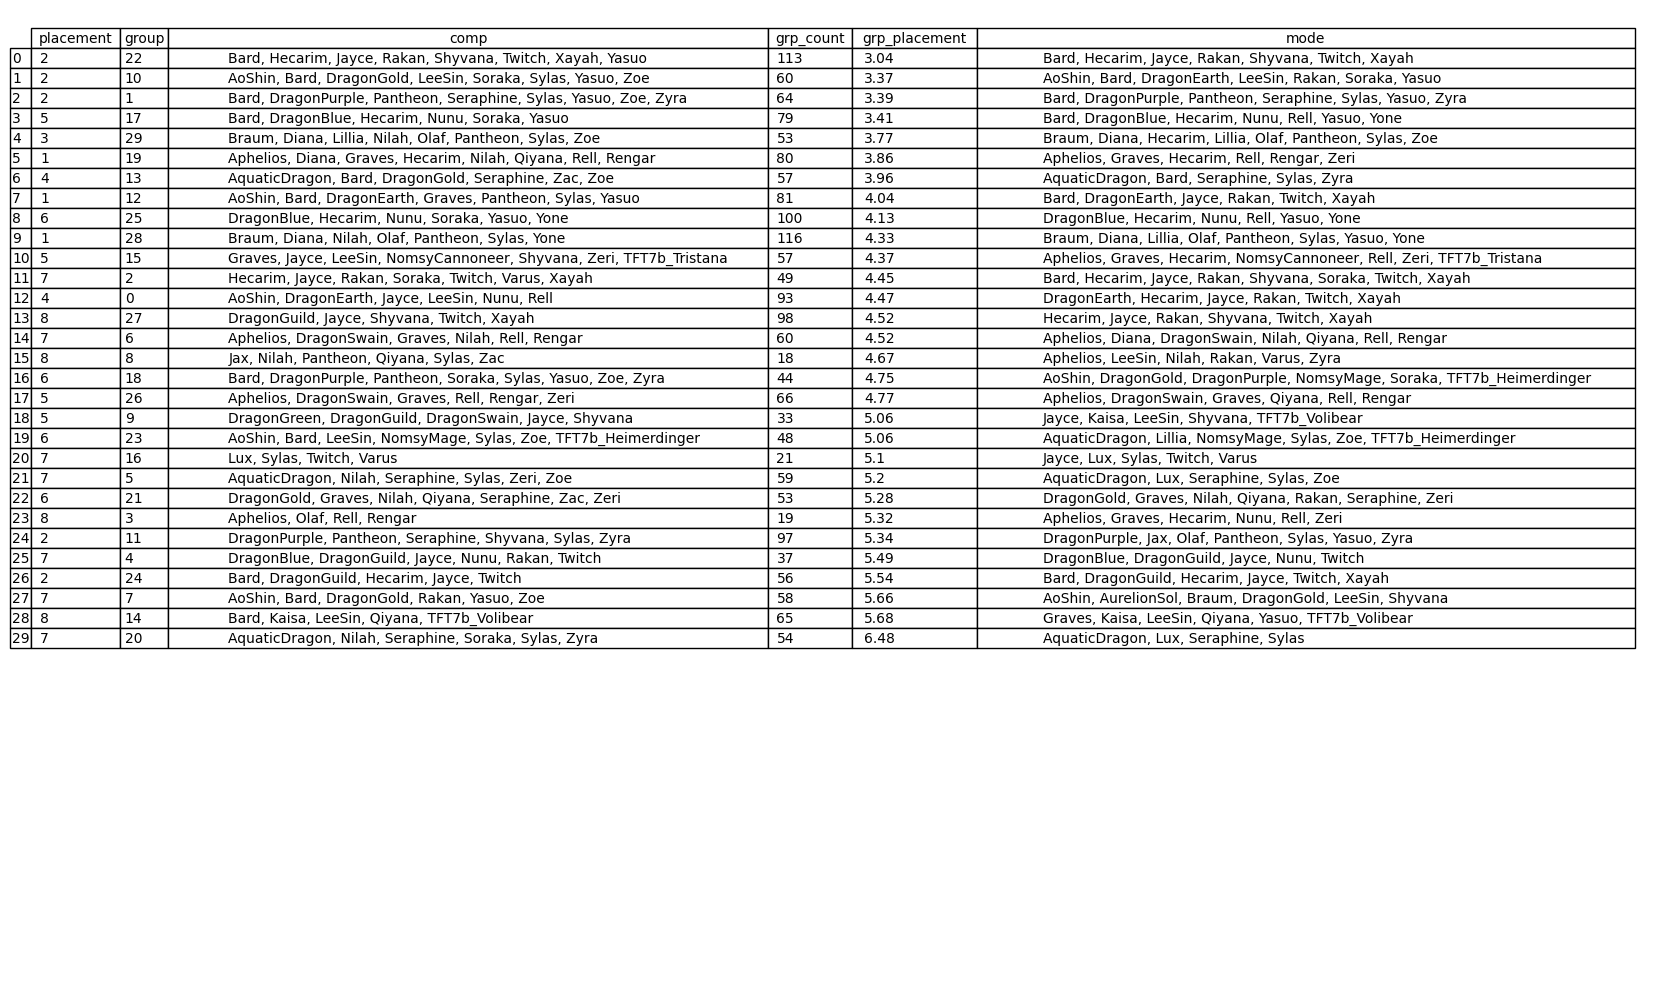 placement group comp grp_count grp_placement mode
0 2 22 Bard, Hecarim, Jayce, Rakan, Shyvana, Twitch, Xayah, Yasuo 113 3.04 Bard, Hecarim, Jayce, Rakan, Shyvana, Twitch, Xayah
1 2 10 AoShin, Bard, DragonGold, LeeSin, Soraka, Sylas, Yasuo, Zoe 60 3.37 AoShin, Bard, DragonEarth, LeeSin, Rakan, Soraka, Yasuo
2 2 1 Bard, DragonPurple, Pantheon, Seraphine, Sylas, Yasuo, Zoe, Zyra 64 3.39 Bard, DragonPurple, Pantheon, Seraphine, Sylas, Yasuo, Zyra
3 5 17 Bard, DragonBlue, Hecarim, Nunu, Soraka, Yasuo 79 3.41 Bard, DragonBlue, Hecarim, Nunu, Rell, Yasuo, Yone
4 3 29 Braum, Diana, Lillia, Nilah, Olaf, Pantheon, Sylas, Zoe 53 3.77 Braum, Diana, Hecarim, Lillia, Olaf, Pantheon, Sylas, Zoe
5 1 19 Aphelios, Diana, Graves, Hecarim, Nilah, Qiyana, Rell, Rengar 80 3.86 Aphelios, Graves, Hecarim, Rell, Rengar, Zeri
6 4 13 AquaticDragon, Bard, DragonGold, Seraphine, Zac, Zoe 57 3.96 AquaticDragon, Bard, Seraphine, Sylas, Zyra
7 1 12 AoShin, Bard, DragonEarth, Graves, Pantheon, Sylas, Yasuo 81 4.04 Bard, DragonEarth, Jayce, Rakan, Twitch, Xayah
8 6 25 DragonBlue, Hecarim, Nunu, Soraka, Yasuo, Yone 100 4.13 DragonBlue, Hecarim, Nunu, Rell, Yasuo, Yone
9 1 28 Braum, Diana, Nilah, Olaf, Pantheon, Sylas, Yone 116 4.33 Braum, Diana, Lillia, Olaf, Pantheon, Sylas, Yasuo, Yone
10 5 15 Graves, Jayce, LeeSin, NomsyCannoneer, Shyvana, Zeri, TFT7b_Tristana 57 4.37 Aphelios, Graves, Hecarim, NomsyCannoneer, Rell, Zeri, TFT7b_Tristana
11 7 2 Hecarim, Jayce, Rakan, Soraka, Twitch, Varus, Xayah 49 4.45 Bard, Hecarim, Jayce, Rakan, Shyvana, Soraka, Twitch, Xayah
12 4 0 AoShin, DragonEarth, Jayce, LeeSin, Nunu, Rell 93 4.47 DragonEarth, Hecarim, Jayce, Rakan, Twitch, Xayah
13 8 27 DragonGuild, Jayce, Shyvana, Twitch, Xayah 98 4.52 Hecarim, Jayce, Rakan, Shyvana, Twitch, Xayah
14 7 6 Aphelios, DragonSwain, Graves, Nilah, Rell, Rengar 60 4.52 Aphelios, Diana, DragonSwain, Nilah, Qiyana, Rell, Rengar
15 8 8 Jax, Nilah, Pantheon, Qiyana, Sylas, Zac 18 4.67 Aphelios, LeeSin, Nilah, Rakan, Varus, Zyra
16 6 18 Bard, DragonPurple, Pantheon, Soraka, Sylas, Yasuo, Zoe, Zyra 44 4.75 AoShin, DragonGold, DragonPurple, NomsyMage, Soraka, TFT7b_Heimerdinger
17 5 26 Aphelios, DragonSwain, Graves, Rell, Rengar, Zeri 66 4.77 Aphelios, DragonSwain, Graves, Qiyana, Rell, Rengar
18 5 9 DragonGreen, DragonGuild, DragonSwain, Jayce, Shyvana 33 5.06 Jayce, Kaisa, LeeSin, Shyvana, TFT7b_Volibear
19 6 23 AoShin, Bard, LeeSin, NomsyMage, Sylas, Zoe, TFT7b_Heimerdinger 48 5.06 AquaticDragon, Lillia, NomsyMage, Sylas, Zoe, TFT7b_Heimerdinger
20 7 16 Lux, Sylas, Twitch, Varus 21 5.1 Jayce, Lux, Sylas, Twitch, Varus
21 7 5 AquaticDragon, Nilah, Seraphine, Sylas, Zeri, Zoe 59 5.2 AquaticDragon, Lux, Seraphine, Sylas, Zoe
22 6 21 DragonGold, Graves, Nilah, Qiyana, Seraphine, Zac, Zeri 53 5.28 DragonGold, Graves, Nilah, Qiyana, Rakan, Seraphine, Zeri
23 8 3 Aphelios, Olaf, Rell, Rengar 19 5.32 Aphelios, Graves, Hecarim, Nunu, Rell, Zeri
24 2 11 DragonPurple, Pantheon, Seraphine, Shyvana, Sylas, Zyra 97 5.34 DragonPurple, Jax, Olaf, Pantheon, Sylas, Yasuo, Zyra
25 7 4 DragonBlue, DragonGuild, Jayce, Nunu, Rakan, Twitch 37 5.49 DragonBlue, DragonGuild, Jayce, Nunu, Twitch
26 2 24 Bard, DragonGuild, Hecarim, Jayce, Twitch 56 5.54 Bard, DragonGuild, Hecarim, Jayce, Twitch, Xayah
27 7 7 AoShin, Bard, DragonGold, Rakan, Yasuo, Zoe 58 5.66 AoShin, AurelionSol, Braum, DragonGold, LeeSin, Shyvana
28 8 14 Bard, Kaisa, LeeSin, Qiyana, TFT7b_Volibear 65 5.68 Graves, Kaisa, LeeSin, Qiyana, Yasuo, TFT7b_Volibear
29 7 20 AquaticDragon, Nilah, Seraphine, Soraka, Sylas, Zyra 54 6.48 AquaticDragon, Lux, Seraphine, Sylas